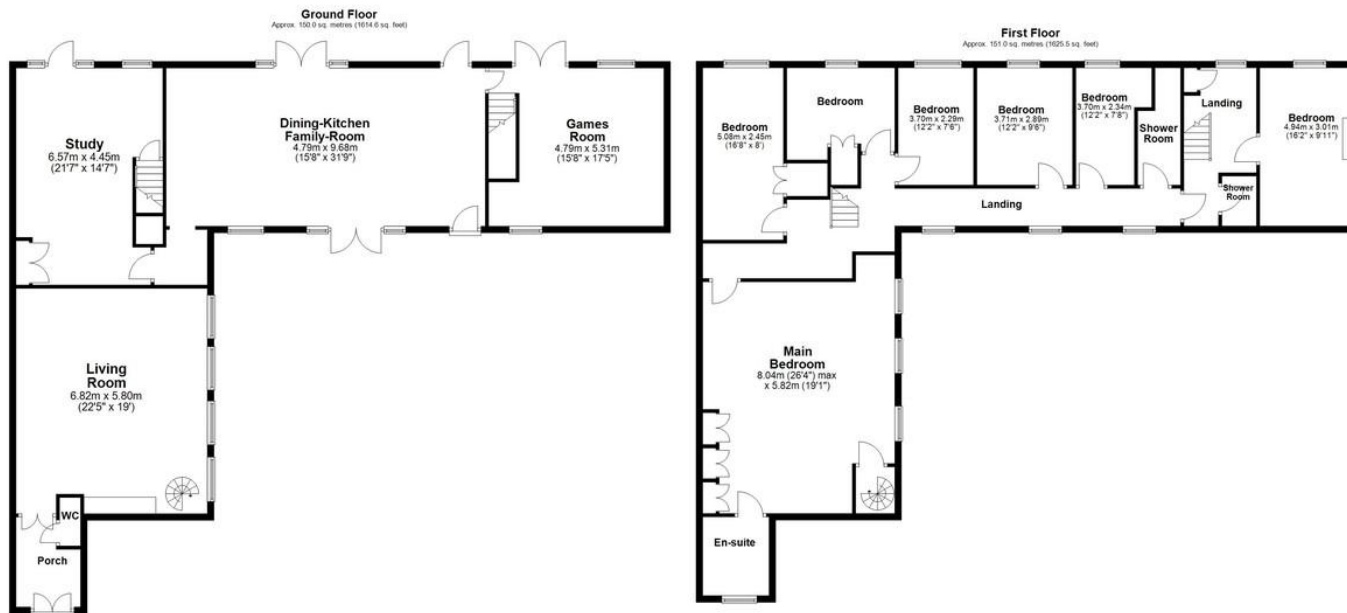 Ground Floor
Approx. 150.0 sq. metres (1614.6 sq. feet)
Study
6.57m x 4.45m
(21'7" x 14'7")
Dining-Kitchen
Family-Room
4.79m x 9.68m
(15'8" x 31'9")
Games
Room
4.79m x 5.31m
(15'8" x 17'5")
Living
Room
6.82m x 5.80m
(22'5" x 19')
WC
Porch
First Floor
Approx. 151.0 sq. metres (1625.5 sq. feet)
Bedroom
5.08m x 2.45m
(16'8" x 8')
Bedroom
Bedroom
3.70m x 2.29m
(12'2" x 7'6")
Bedroom
3.71m x 2.89m
(12'2" x 9'6")
Bedroom
3.70m x 2.34m
(12'2" x 7'8")
Shower
Room
Landing
Bedroom
4.94m x 3.01m
(16'2" x 9'11")
Shower
Room
Landing
Main
Bedroom
8.04m (26'4") max
x 5.82m (19'1")
En-suite